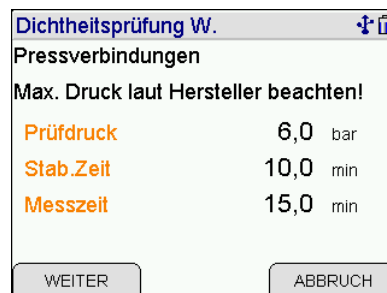 Dichtheitsprüfung W.
Pressverbindungen
Max. Druck laut Hersteller beachten!
Prüfdruck 6,0 bar
Stab.Zeit 10,0 min
Messzeit 15,0 min
WEITER ABBRUCH